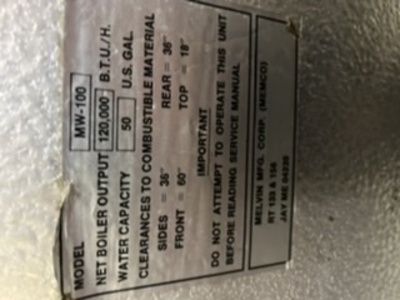 MODEL MW-100
NET BOILER OUTPUT 120,000 B.T.U./H.
WATER CAPACITY 50 U.S. GAL.
CLEARANCES TO COMBUSTIBLE MATERIAL
SIDES = 36" REAR = 36"
FRONT = 60" TOP = 18"
IMPORTANT
DO NOT ATTEMPT TO OPERATE THIS UNIT
BEFORE READING SERVICE MANUAL
MELVIN MFG. CORP. (MEMCO)
RT 133 & 156
JAY ME 04239